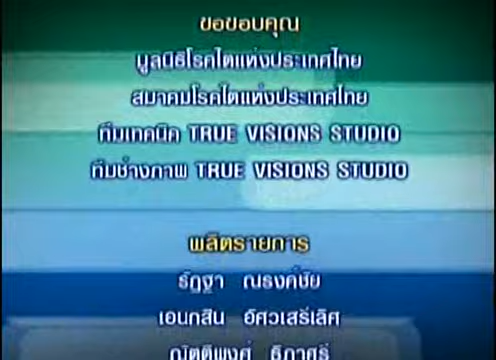 ขอขอบคุณ
มูลนิธิโรคไตแห่งประเทศไทย
สมาคมโรคไตแห่งประเทศไทย
ทีมเทคนิค TRUE VISIONS STUDIO
ทีมช่างภาพ TRUE VISIONS STUDIO
ผลิตรายการ
รัฎฐา ณรงค์ชัย
เอนกสิน อัศวเสรีเลิศ